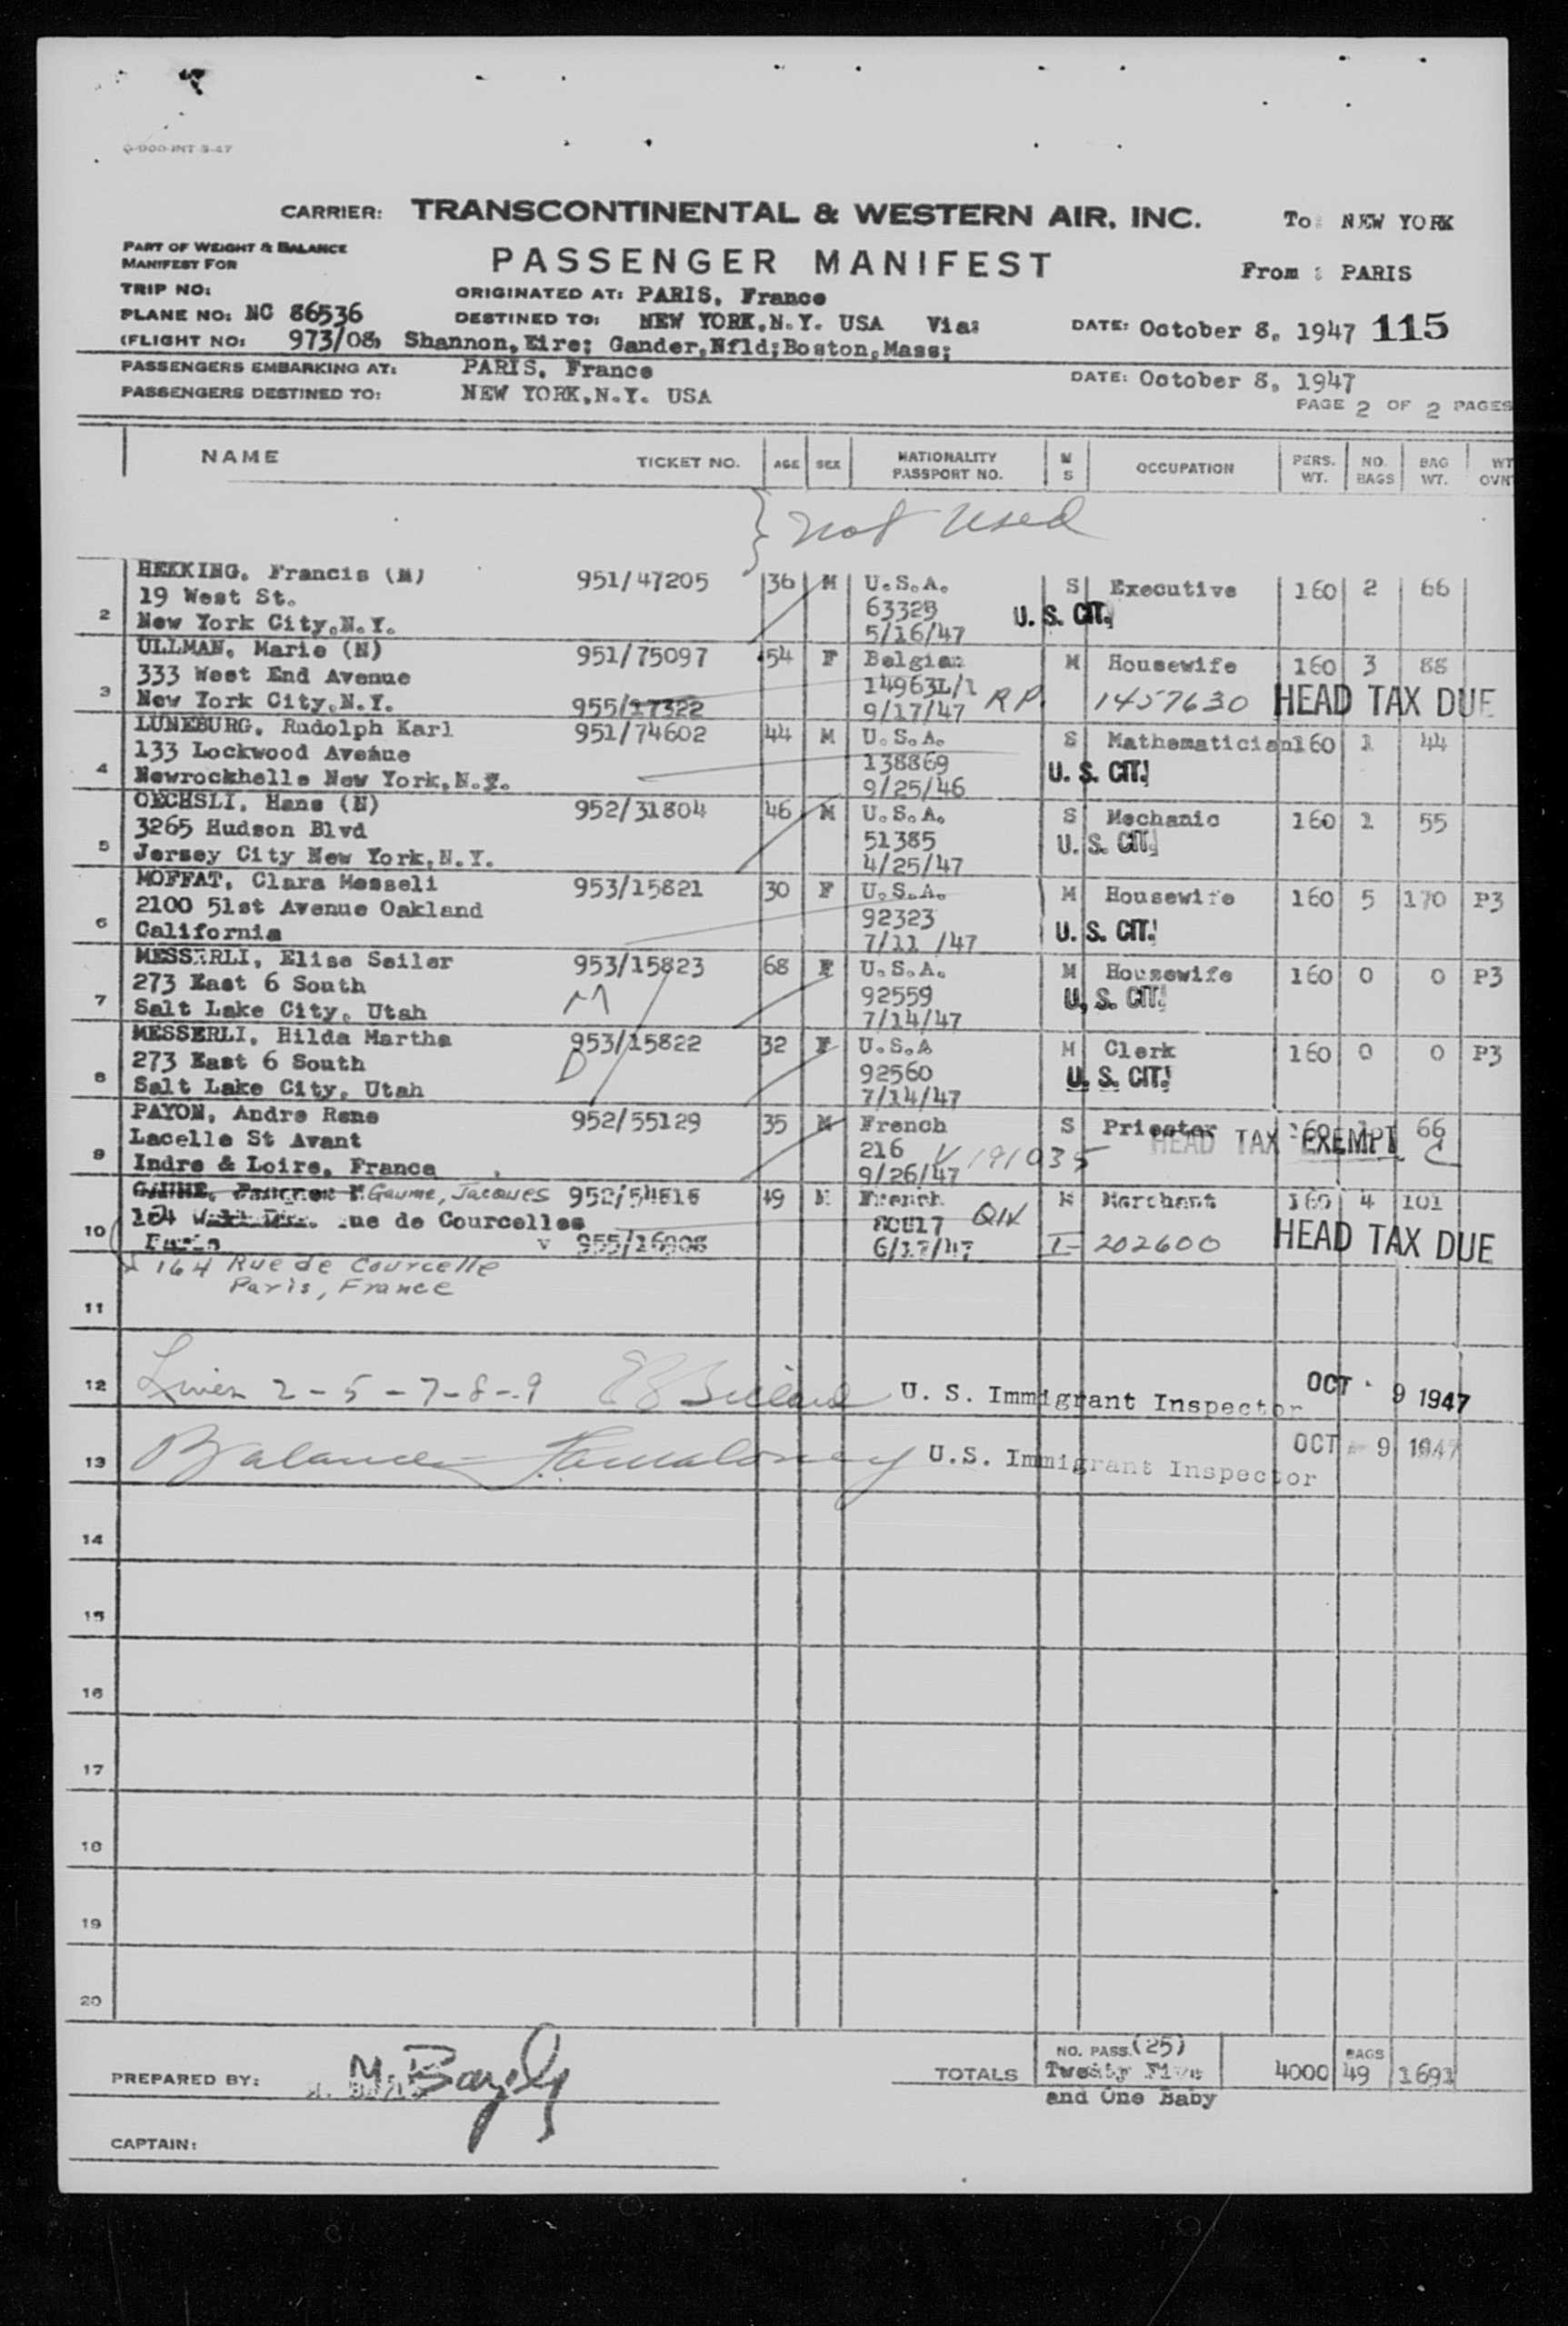 Q-900-INT-3-47
CARRIER: TRANSCONTINENTAL & WESTERN AIR, INC. To: NEW YORK
PART OF WEIGHT & BALANCE
MANIFEST FOR PASSENGER MANIFEST From : PARIS
TRIP NO: ORIGINATED AT: PARIS, France
PLANE NO: NC 86536 DESTINED TO: NEW YORK,N.Y. USA Via: DATE: October 8, 1947 115
(FLIGHT NO: 973/08, Shannon,Eire; Gander,Nfld;Boston,Mass;
PASSENGERS EMBARKING AT: PARIS, France DATE: October 8, 1947
PASSENGERS DESTINED TO: NEW YORK,N.Y. USA PAGE 2 OF 2 PAGES
NAME TICKET NO. AGE SEX NATIONALITY PASSPORT NO. M S OCCUPATION PERS. WT. NO. BAGS BAG WT. WT OVN
} not used
HEKKING, Francis (M) 951/47205 36 M U.S.A. S Executive 160 2 66
19 West St. 63329 U. S. CIT.
2 New York City,N.Y. 5/16/47
ULLMAN, Marie (N) 951/75097 54 F Belgian M Housewife 160 3 88
333 West End Avenue 14963L/1 RP. 1457630 HEAD TAX DUE
3 New York City,N.Y. 955/17322 9/17/47
LUNEBURG, Rudolph Karl 951/74602 44 M U.S.A. S Mathematician 160 1 44
133 Lockwood Avenue 138869 U. S. CIT.
4 Newrockhelle New York,N.Y. 9/25/46
OECHSLI, Hans (N) 952/31804 46 M U.S.A. S Mechanic 160 1 55
3265 Hudson Blvd 51385 U. S. CIT.
5 Jersey City New York,N.Y. 4/25/47
MOFFAT, Clara Messeli 953/15821 30 F U.S.A. M Housewife 160 5 170 P3
2100 51st Avenue Oakland 92323 U. S. CIT.
6 California 7/11 /47
MESSERLI, Elise Seiler 953/15823 68 F U.S.A. M Housewife 160 0 0 P3
273 East 6 South M 92559 U. S. CIT.
7 Salt Lake City, Utah 7/14/47
MESSERLI, Hilda Martha 953/15822 32 F U.S.A M Clerk 160 0 0 P3
273 East 6 South D 92560 U. S. CIT.
8 Salt Lake City, Utah 7/14/47
PAYON, Andre Rene 952/55129 35 M French S Priester 160 66
Lacelle St Avant 216 V 191035 HEAD TAX EXEMPT
9 Indre & Loire, France 9/26/47
GAUME, Gaume, Jacques 952/54816 49 M French M Merchant 160 4 101
164 rue de Courcelles QIV
10 Paris 955/16908 6/17/47 I- 202600 HEAD TAX DUE
164 Rue de Courcelle
Paris, France
11
12 Lines 2-5-7-8-9 U. S. Immigrant Inspector OCT 9 1947
13 Balance U.S. Immigrant Inspector OCT 9 1947
14
15
16
17
18
19
20
PREPARED BY: M. Bayle TOTALS NO. PASS. (25) Twenty Five 4000 BAGS 49 1691
and One Baby
CAPTAIN: